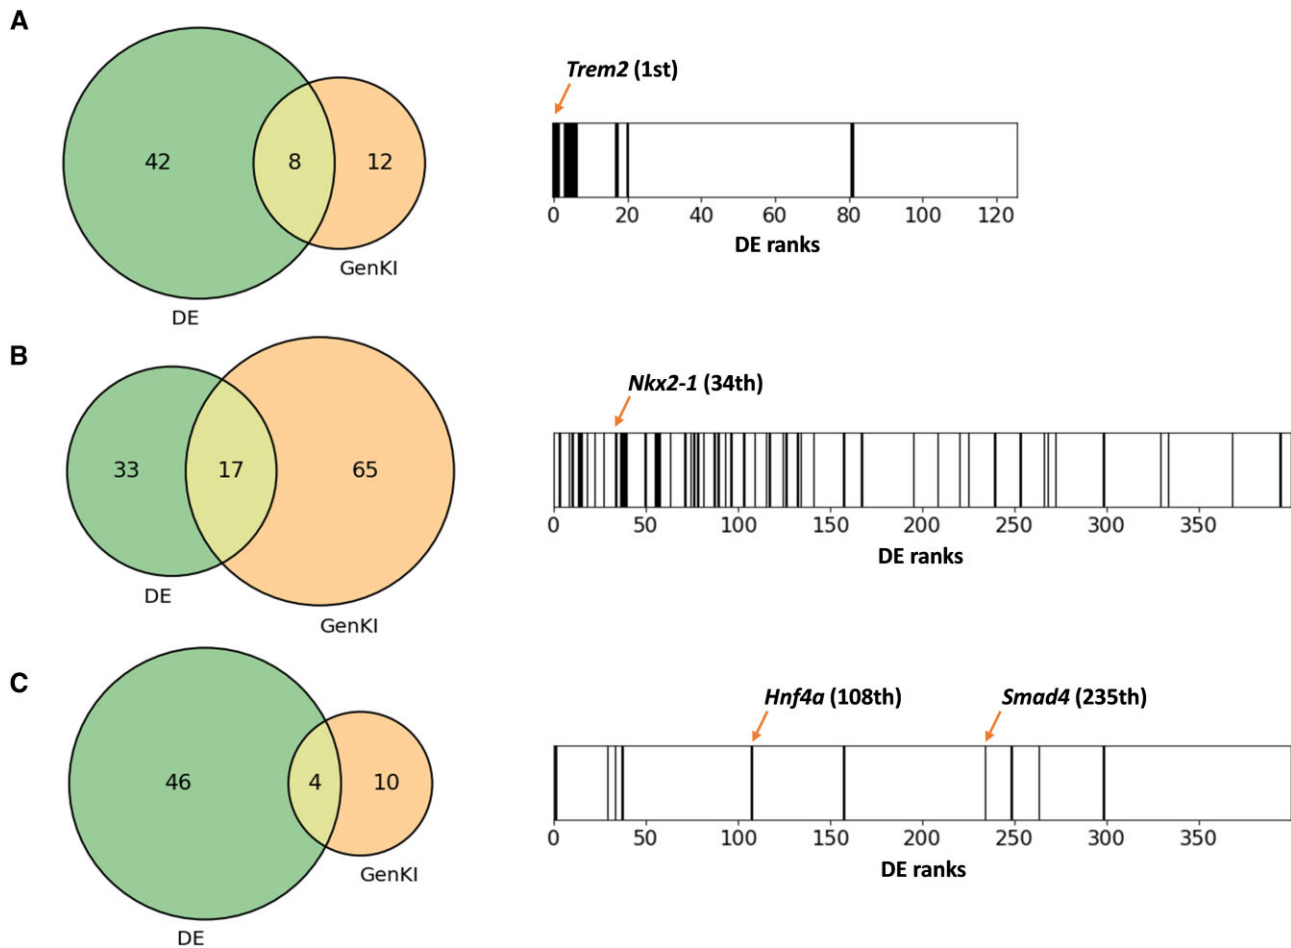 A
42
8
12
GenKI
DE
Trem2 (1st)
0 20 40 60 80 100 120
DE ranks
B
33
17
65
DE
GenKI
Nkx2-1 (34th)
0 50 100 150 200 250 300 350
DE ranks
C
46
4
10
GenKI
DE
Hnf4a (108th) Smad4 (235th)
0 50 100 150 200 250 300 350
DE ranks